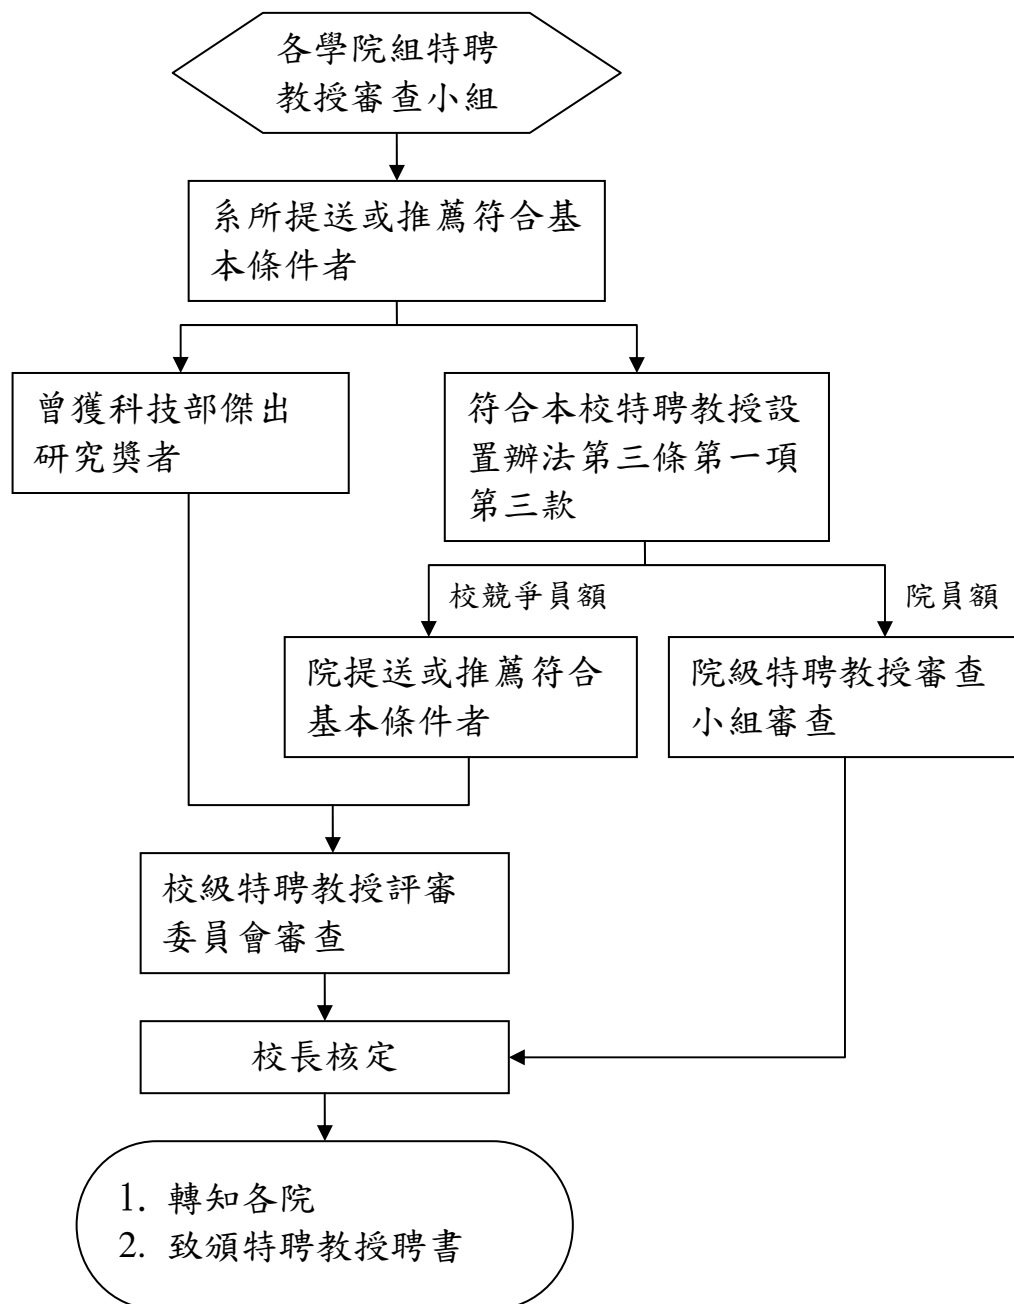 各學院組特聘
教授審查小組
系所提送或推薦符合基
本條件者
曾獲科技部傑出
研究獎者
符合本校特聘教授設
置辦法第三條第一項
第三款
校競爭員額
院員額
院提送或推薦符合
基本條件者
院級特聘教授審查
小組審查
校級特聘教授評審
委員會審查
校長核定
1. 轉知各院
2. 致頒特聘教授聘書